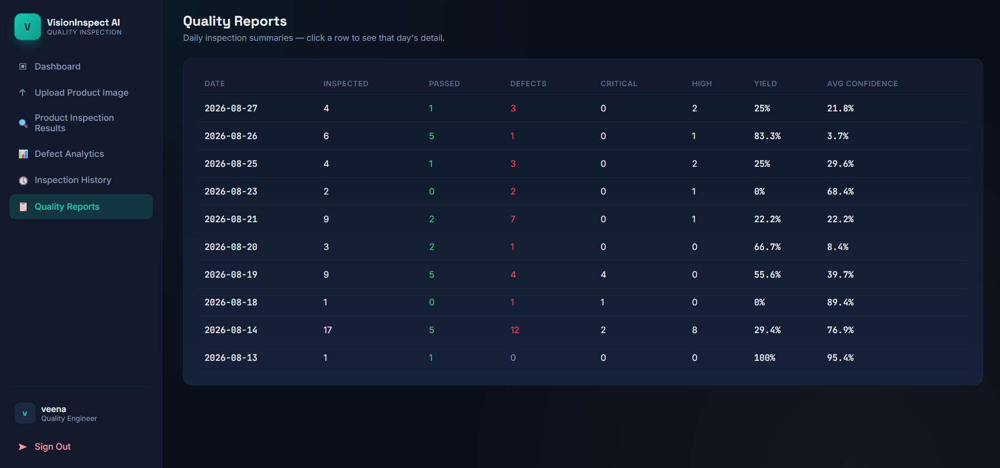 V
VisionInspect AI
QUALITY INSPECTION
Dashboard
Upload Product Image
Product Inspection
Results
Defect Analytics
Inspection History
Quality Reports
v
veena
Quality Engineer
Sign Out
Quality Reports
Daily inspection summaries — click a row to see that day's detail.
DATE INSPECTED PASSED DEFECTS CRITICAL HIGH YIELD AVG CONFIDENCE
2026-08-27 4 1 3 0 2 25% 21.8%
2026-08-26 6 5 1 0 1 83.3% 3.7%
2026-08-25 4 1 3 0 2 25% 29.6%
2026-08-23 2 0 2 0 1 0% 68.4%
2026-08-21 9 2 7 0 1 22.2% 22.2%
2026-08-20 3 2 1 0 0 66.7% 8.4%
2026-08-19 9 5 4 4 0 55.6% 39.7%
2026-08-18 1 0 1 1 0 0% 89.4%
2026-08-14 17 5 12 2 8 29.4% 76.9%
2026-08-13 1 1 0 0 0 100% 95.4%